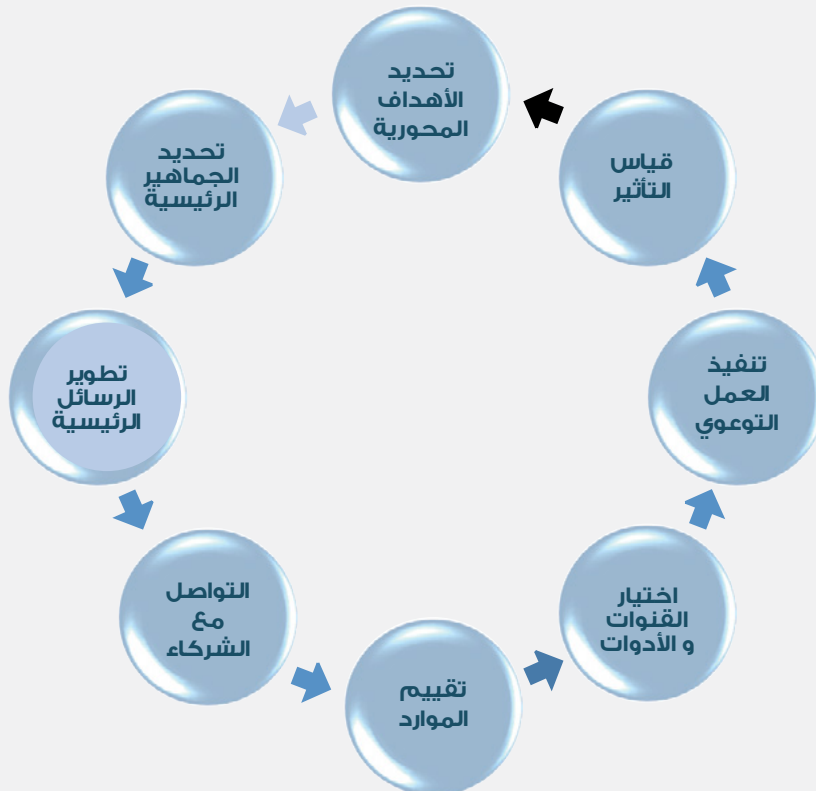 تحديد
الأهداف
المحورية
تحديد
الجماهير
الرئيسية
تطوير
الرسائل
الرئيسية
التواصل
مع
الشركاء
تقييم
الموارد
اختيار
القنوات
و الأدوات
تنفيذ
العمل
التوعوي
قياس
التأثير